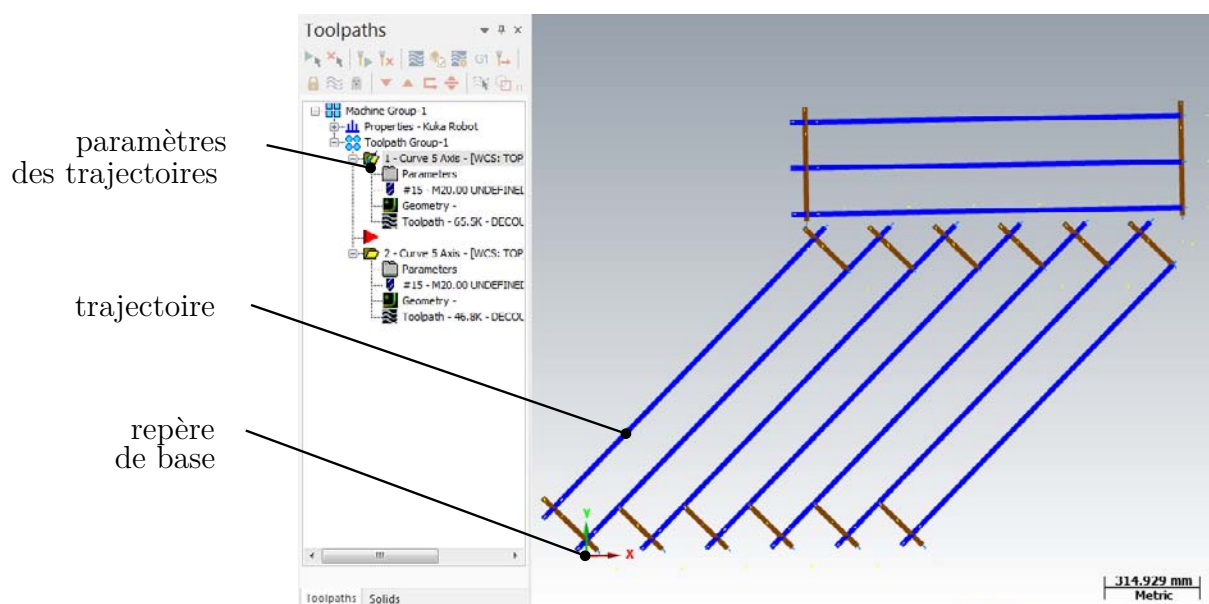 Toolpaths
G1
Machine Group-1
Properties - Kuka Robot
Toolpath Group-1
1 - Curve 5 Axis - [WCS: TOP
Parameters
#15 - M20.00 UNDEFINED
Geometry -
Toolpath - 65.5K - DECOU
2 - Curve 5 Axis - [WCS: TOP
Parameters
#15 - M20.00 UNDEFINED
Geometry -
Toolpath - 46.8K - DECOU
Toolpaths
Solids
paramètres
des trajectoires
trajectoire
repère
de base
Y
X
314.929 mm
Metric